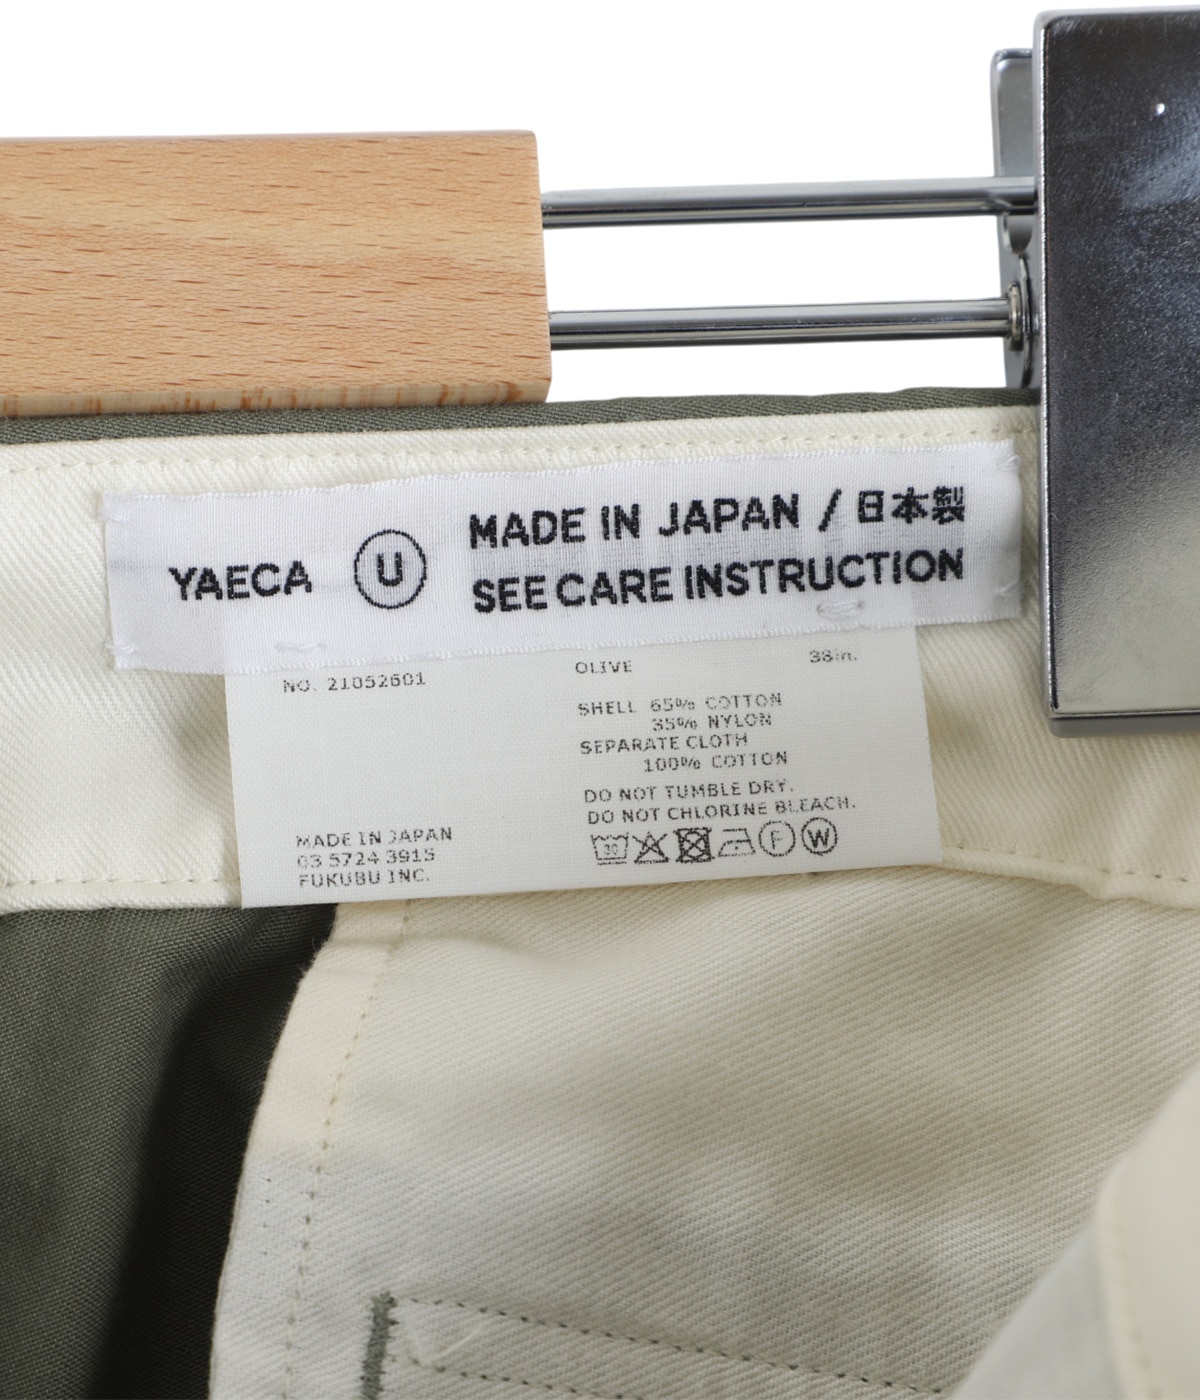 YAECA
U
MADE IN JAPAN / 日本製
SEE CARE INSTRUCTION
NO. 21052601
OLIVE
38in.
SHELL 65% COTTON
35% NYLON
SEPARATE CLOTH
100% COTTON
DO NOT TUMBLE DRY.
DO NOT CHLORINE BLEACH.
30
F
W
MADE IN JAPAN
03 5724 3915
FUKUBU INC.